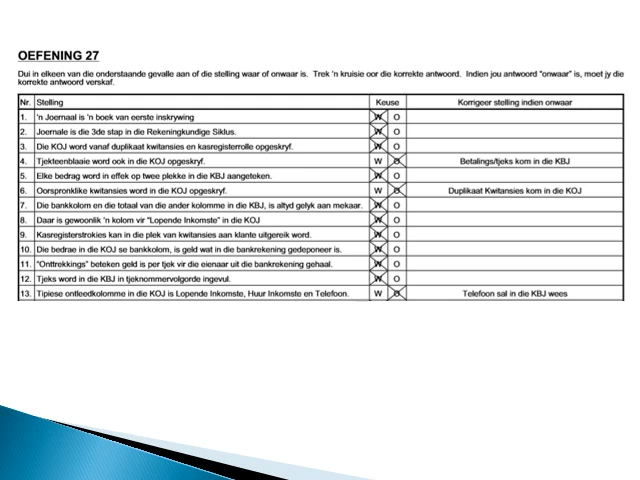 OEFENING 27
Dui in elkeen van die onderstaande gevalle aan of die stelling waar of onwaar is. Trek 'n kruisie oor die korrekte antwoord. Indien jou antwoord "onwaar" is, moet jy die
korrekte antwoord verskaf.
Nr. Stelling Keuse Korrigeer stelling indien onwaar
1. 'n Joernaal is 'n boek van eerste inskrywing W O
2. Joernale is die 3de stap in die Rekeningkundige Siklus. W O
3. Die KOJ word vanaf duplikaat kwitansies en kasregisterrolle opgeskryf. W O
4. Tjekteenblaaie word ook in die KOJ opgeskryf. W O Betalings/tjeks kom in die KBJ
5. Elke bedrag word in effek op twee plekke in die KBJ aangeteken. W O
6. Oorspronklike kwitansies word in die KOJ opgeskryf. W O Duplikaat Kwitansies kom in die KOJ
7. Die bankkolom en die totaal van die ander kolomme in die KBJ, is altyd gelyk aan mekaar. W O
8. Daar is gewoonlik 'n kolom vir "Lopende Inkomste" in die KOJ W O
9. Kasregisterstrokies kan in die plek van kwitansies aan klante uitgereik word. W O
10. Die bedrae in die KOJ se bankkolom, is geld wat in die bankrekening gedeponeer is. W O
11. "Onttrekkings" beteken geld is per tjek vir die eienaar uit die bankrekening gehaal. W O
12. Tjeks word in die KBJ in tjeknommervolgorde ingevul. W O
13. Tipiese ontleedkolomme in die KOJ is Lopende Inkomste, Huur Inkomste en Telefoon. W O Telefoon sal in die KBJ wees